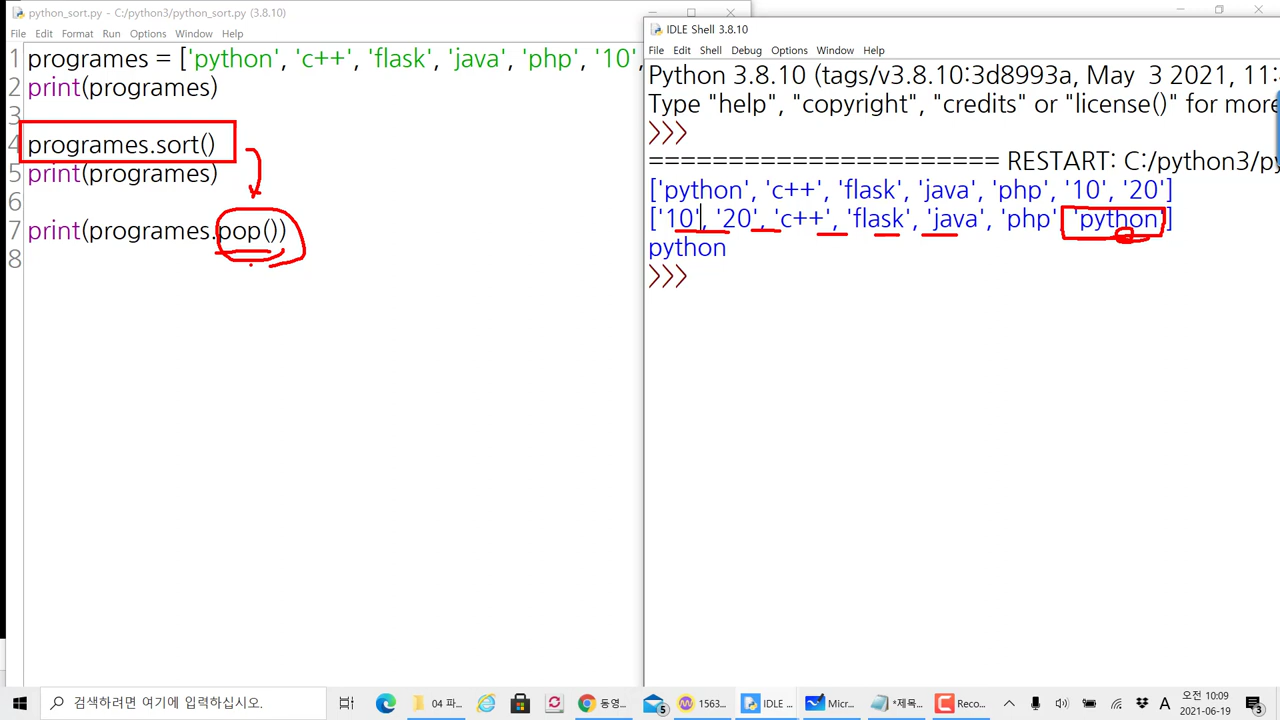 python_sort.py - C:/python3/python_sort.py (3.8.10)
File Edit Format Run Options Window Help
1 programes = ['python', 'c++', 'flask', 'java', 'php', '10',
2 print(programes)
3
4 programes.sort()
5 print(programes)
6
7 print(programes.pop())
8
IDLE Shell 3.8.10
File Edit Shell Debug Options Window Help
Python 3.8.10 (tags/v3.8.10:3d8993a, May 3 2021, 11:
Type "help", "copyright", "credits" or "license()" for more
>>>
====================== RESTART: C:/python3/py
['python', 'c++', 'flask', 'java', 'php', '10', '20']
['10', '20', 'c++', 'flask', 'java', 'php', 'python']
python
>>>
검색하려면 여기에 입력하십시오.
04 파...
동영...
5
1563...
IDLE ...
Micr...
*제목...
Reco...
A
오전 10:09
2021-06-19
3